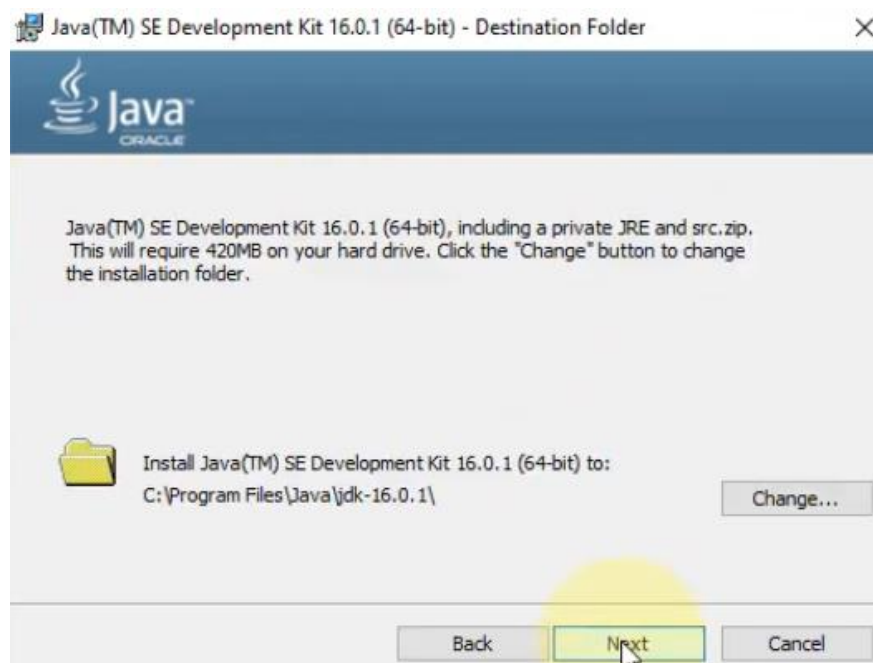 Java(TM) SE Development Kit 16.0.1 (64-bit) - Destination Folder
Java
ORACLE
Java(TM) SE Development Kit 16.0.1 (64-bit), including a private JRE and src.zip.
This will require 420MB on your hard drive. Click the "Change" button to change
the installation folder.
Install Java(TM) SE Development Kit 16.0.1 (64-bit) to:
C:\Program Files\Java\jdk-16.0.1\
Change...
Back
Next
Cancel